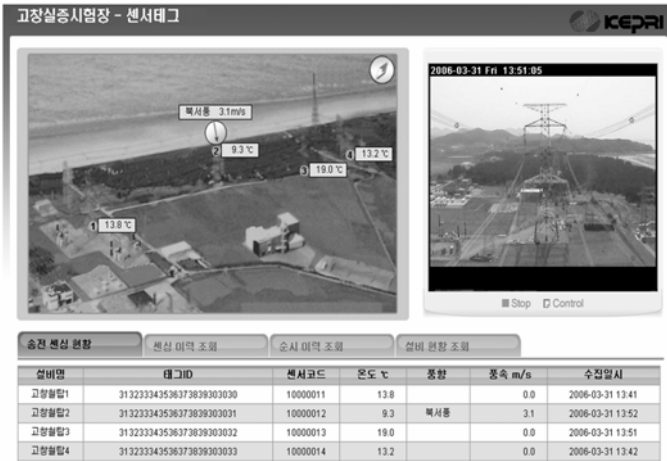 고창실증시험장 - 센서태그
KEPRI
2006-03-31 Fri 13:51:05
북서풍 3.1m/s
2 9.3 ℃
4 13.2 ℃
3 19.0 ℃
1 13.8 ℃
Stop Control
송전 센싱 현황 센싱 이력 조회 순시 이력 조회 설비 현황 조회
설비명 태그ID 센서코드 온도 ℃ 풍향 풍속 m/s 수집일시
고창철탑1 313233343536373839303030 10000011 13.8 0.0 2006-03-31 13:41
고창철탑2 313233343536373839303031 10000012 9.3 북서풍 3.1 2006-03-31 13:52
고창철탑3 313233343536373839303032 10000013 19.0 0.0 2006-03-31 13:51
고창철탑4 313233343536373839303033 10000014 13.2 0.0 2006-03-31 13:42